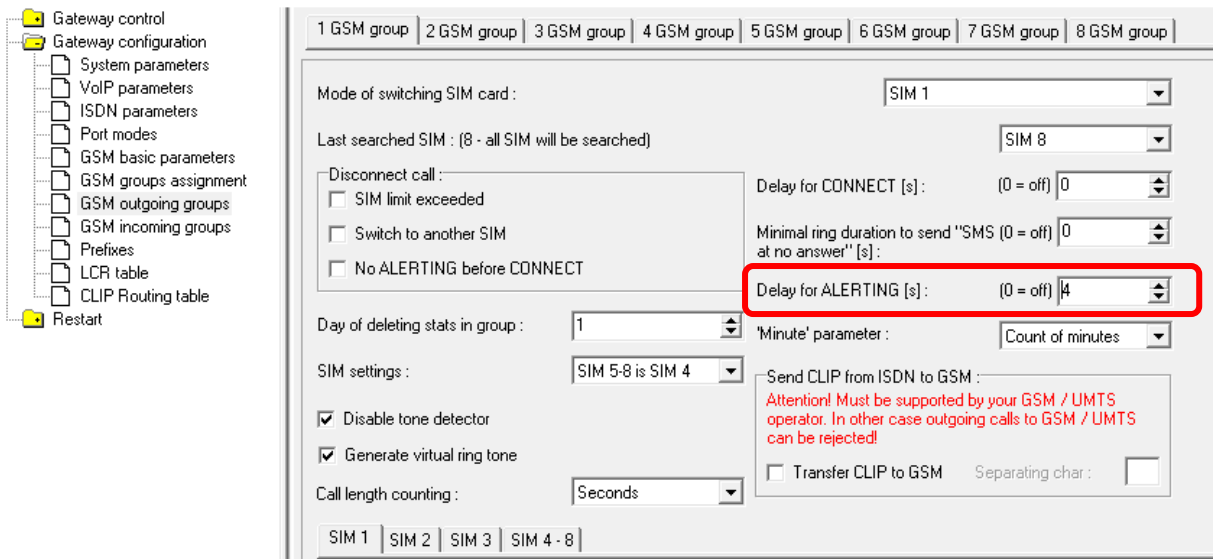 Gateway control
Gateway configuration
System parameters
VoIP parameters
ISDN parameters
Port modes
GSM basic parameters
GSM groups assignment
GSM outgoing groups
GSM incoming groups
Prefixes
LCR table
CLIP Routing table
Restart
1 GSM group 2 GSM group 3 GSM group 4 GSM group 5 GSM group 6 GSM group 7 GSM group 8 GSM group
Mode of switching SIM card : SIM 1
Last searched SIM : (8 - all SIM will be searched) SIM 8
Disconnect call :
SIM limit exceeded
Switch to another SIM
No ALERTING before CONNECT
Delay for CONNECT [s] : (0 = off) 0
Minimal ring duration to send "SMS (0 = off) 0
at no answer" [s] :
Delay for ALERTING [s] : (0 = off) 4
Day of deleting stats in group : 1
'Minute' parameter : Count of minutes
SIM settings : SIM 5-8 is SIM 4
Disable tone detector
Generate virtual ring tone
Call length counting : Seconds
Send CLIP from ISDN to GSM :
Attention! Must be supported by your GSM / UMTS
operator. In other case outgoing calls to GSM / UMTS
can be rejected!
Transfer CLIP to GSM Separating char :
SIM 1 SIM 2 SIM 3 SIM 4 - 8